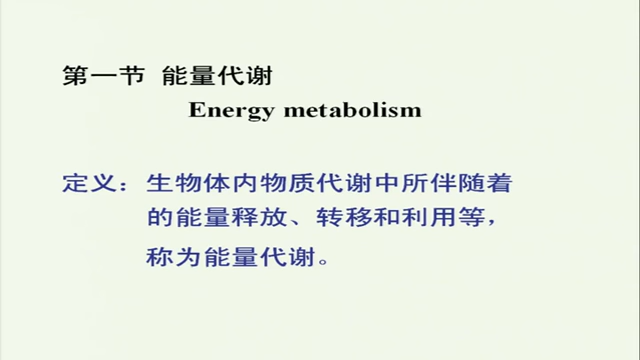 第一节 能量代谢
Energy metabolism
定义：生物体内物质代谢中所伴随着
的能量释放、转移和利用等，
称为能量代谢。